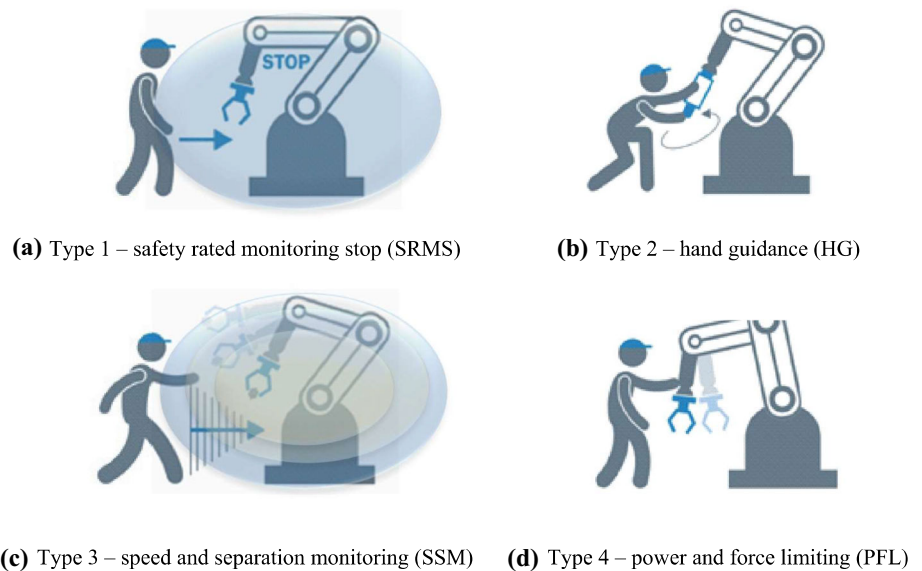 STOP
(a) Type 1 – safety rated monitoring stop (SRMS)
(b) Type 2 – hand guidance (HG)
(c) Type 3 – speed and separation monitoring (SSM)
(d) Type 4 – power and force limiting (PFL)